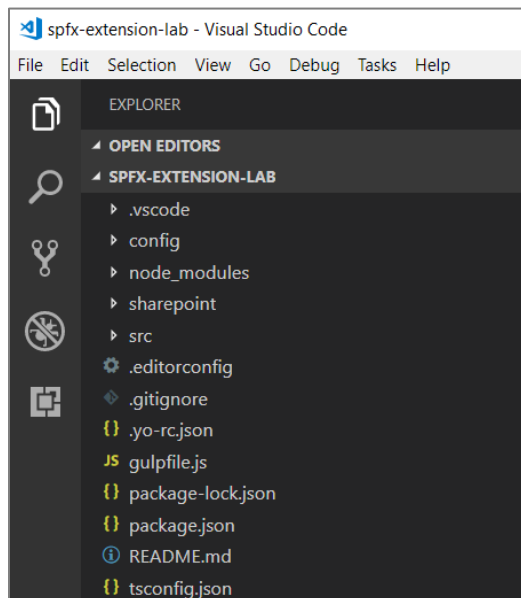 spfx-extension-lab - Visual Studio Code
File Edit Selection View Go Debug Tasks Help
EXPLORER
OPEN EDITORS
SPFX-EXTENSION-LAB
.vscode
config
node_modules
sharepoint
src
.editorconfig
.gitignore
{} .yo-rc.json
JS gulpfile.js
{} package-lock.json
{} package.json
README.md
{} tsconfig.json